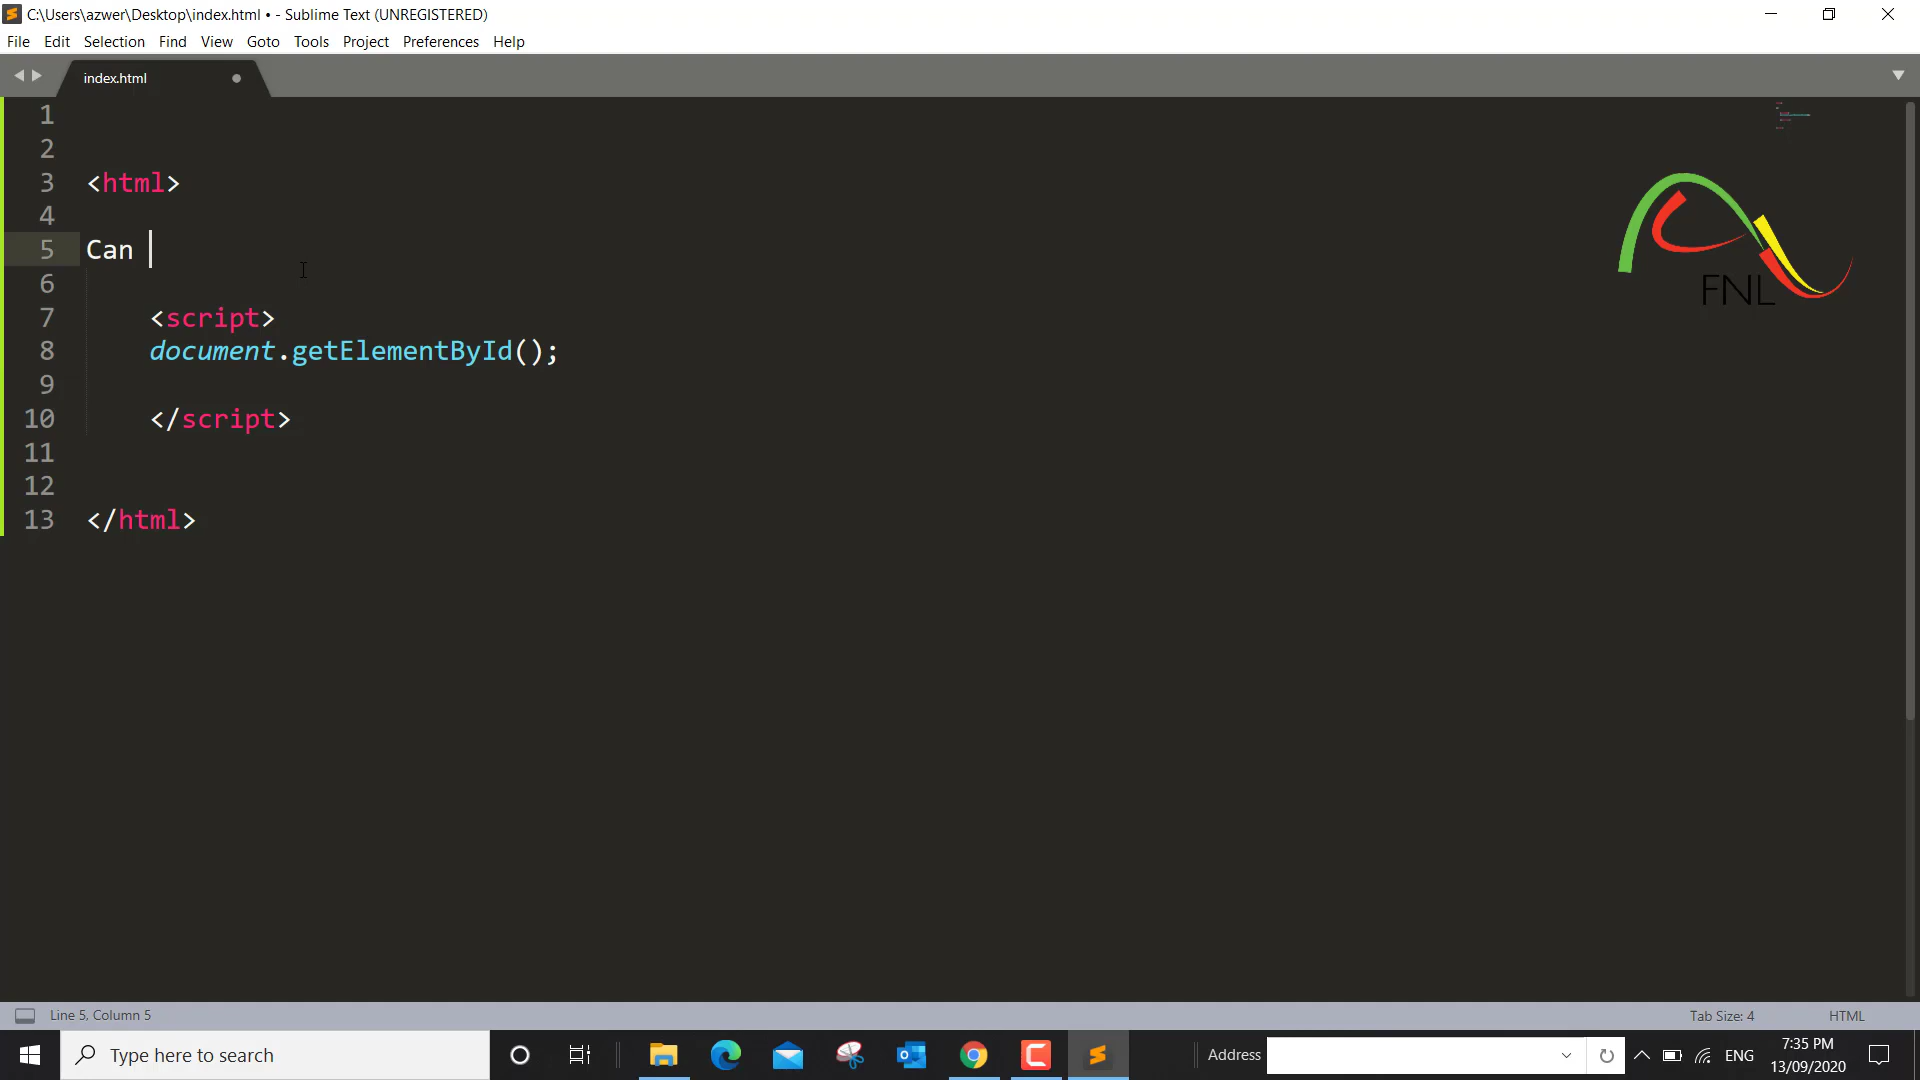 C:\Users\azwer\Desktop\index.html • - Sublime Text (UNREGISTERED)
File Edit Selection Find View Goto Tools Project Preferences Help
index.html
1
2
3 <html>
4
5 Can
6
7 <script>
8 document.getElementById();
9
10 </script>
11
12
13 </html>
FNL
Line 5, Column 5 Tab Size: 4 HTML
Type here to search Address ENG 7:35 PM
13/09/2020